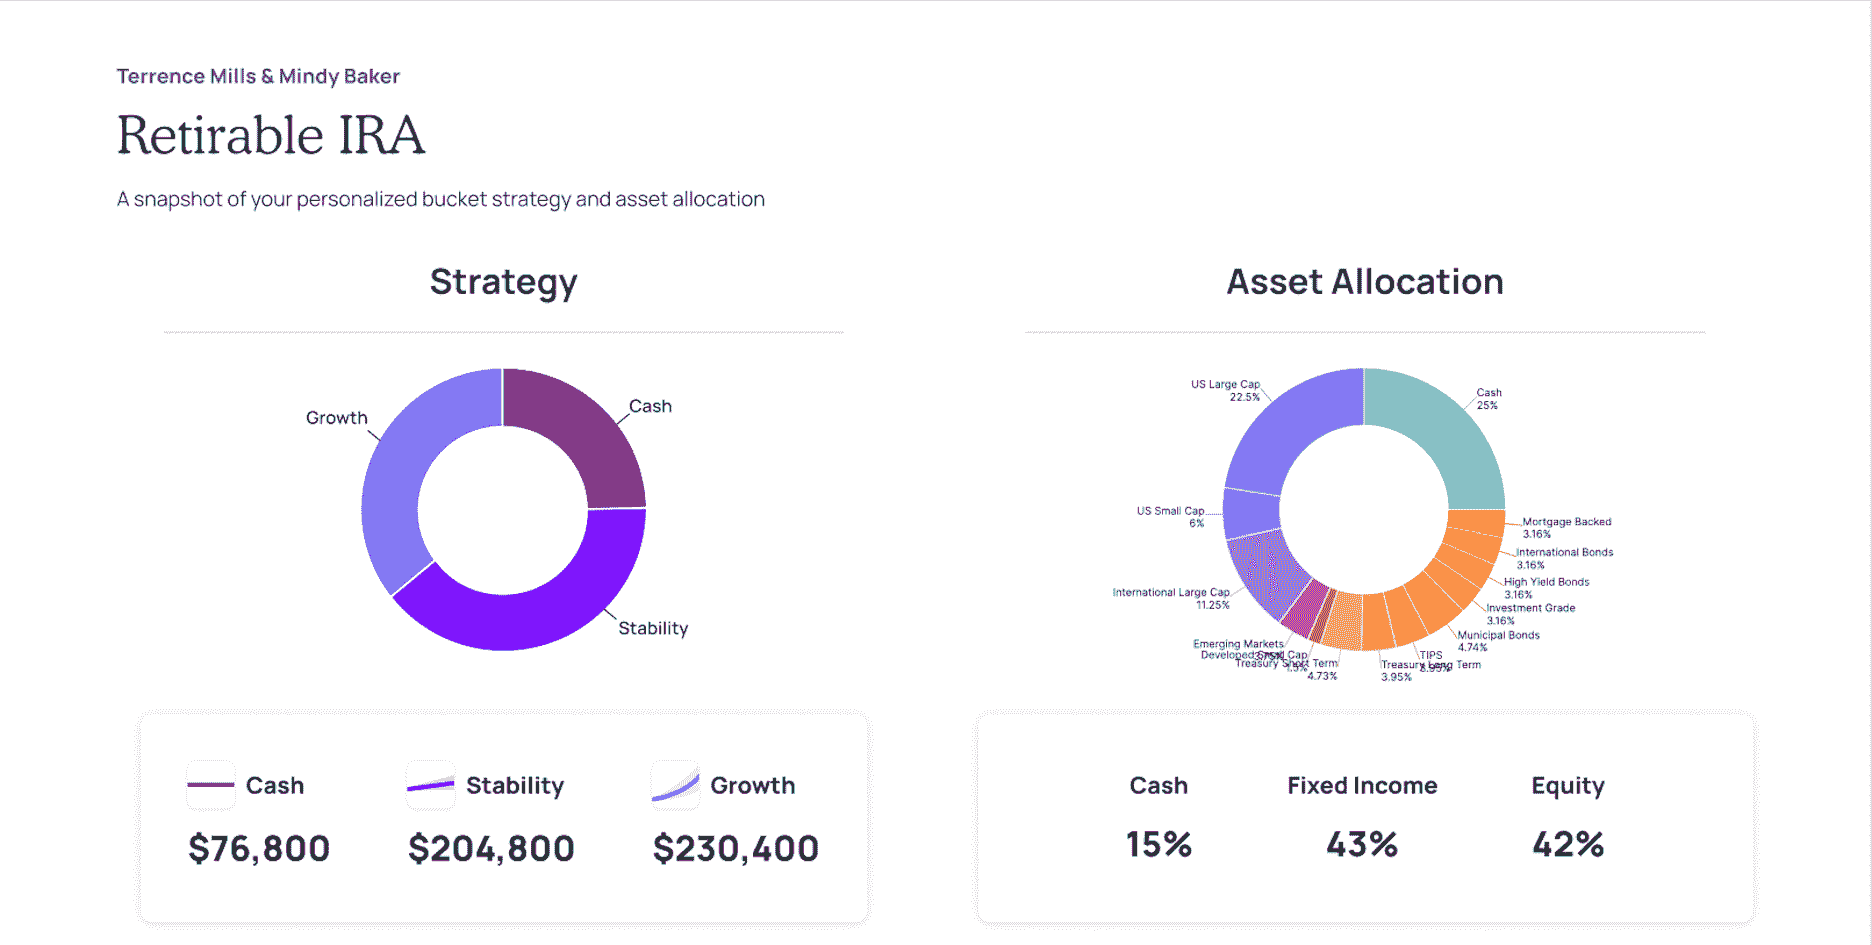 Terrence Mills & Mindy Baker
Retirable IRA
A snapshot of your personalized bucket strategy and asset allocation
Strategy
Growth
Cash
Stability
Cash
$76,800
Stability
$204,800
Growth
$230,400
Asset Allocation
US Large Cap
22.5%
Cash
25%
US Small Cap
6%
Mortgage Backed
3.16%
International Bonds
3.16%
High Yield Bonds
3.16%
International Large Cap
11.25%
Investment Grade
3.16%
Municipal Bonds
4.74%
Emerging Markets
3.75%
Developed Small Cap
1.5%
Treasury Short Term
4.73%
TIPS
Treasury Long Term
3.95%
Cash
15%
Fixed Income
43%
Equity
42%